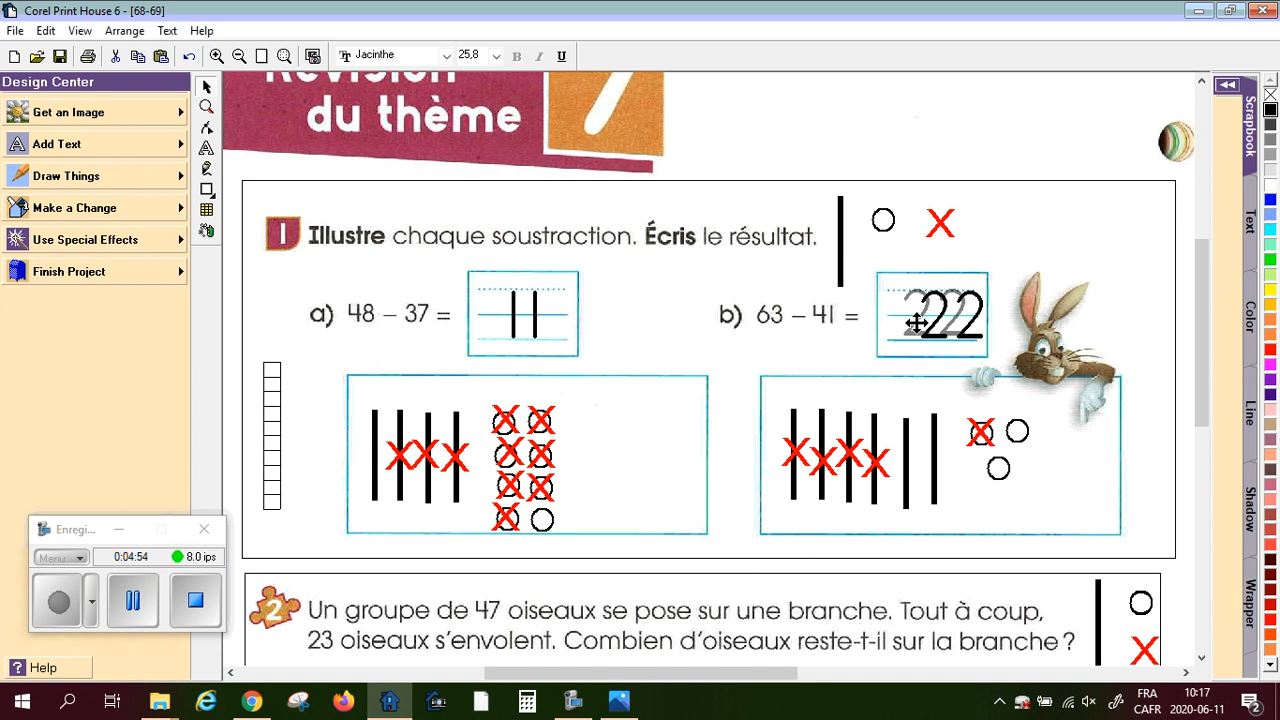 Corel Print House 6 - [68-69]
File Edit View Arrange Text Help
Jacinthe 25,8 B I U
Design Center
Get an Image
Add Text
Draw Things
Make a Change
Use Special Effects
Finish Project
Help
Révision
du thème 7
1 Illustre chaque soustraction. Écris le résultat.
O X
a) 48 – 37 = 11
b) 63 – 41 = 22
2 Un groupe de 47 oiseaux se pose sur une branche. Tout à coup,
23 oiseaux s'envolent. Combien d'oiseaux reste-t-il sur la branche ?
O
X
Scrapbook
Text
Color
Line
Shadow
Wrapper
Enregi...
Menu 0:04:54 8.0 ips
FRA 10:17
CAFR 2020-06-11 2